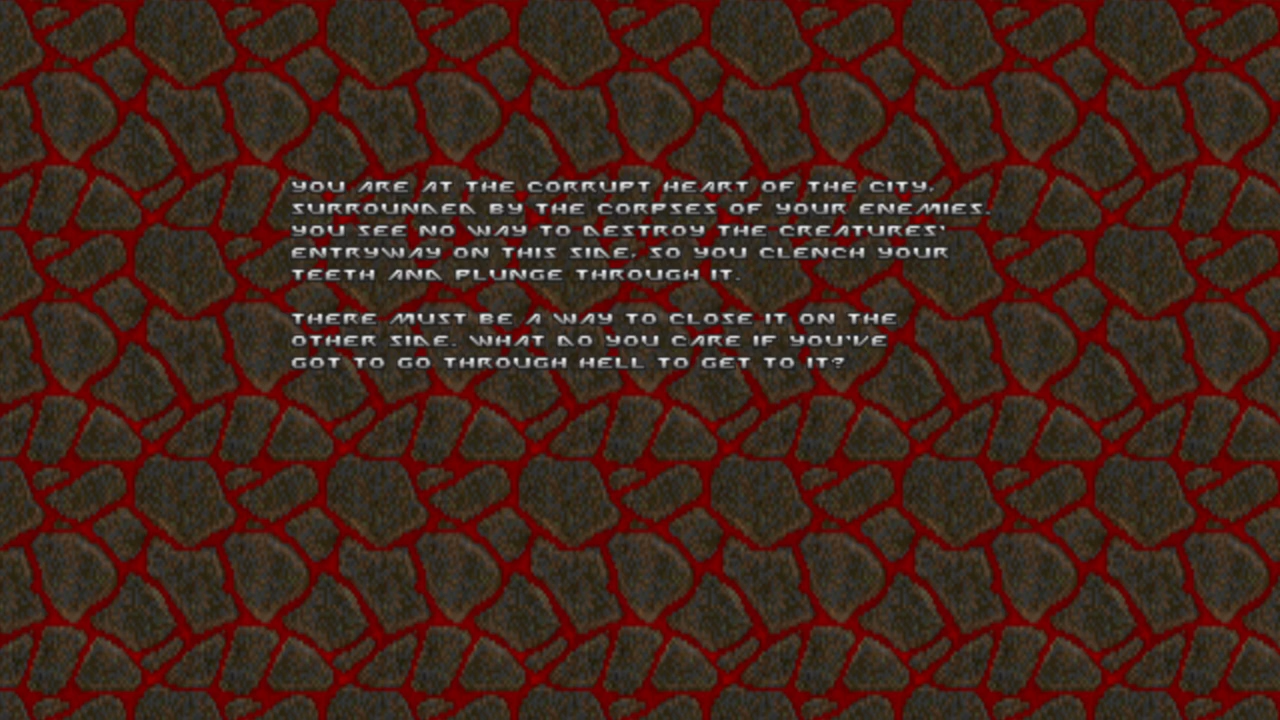 YOU ARE AT THE CORRUPT HEART OF THE CITY,
SURROUNDED BY THE CORPSES OF YOUR ENEMIES.
YOU SEE NO WAY TO DESTROY THE CREATURES'
ENTRYWAY ON THIS SIDE, SO YOU CLENCH YOUR
TEETH AND PLUNGE THROUGH IT.
THERE MUST BE A WAY TO CLOSE IT ON THE
OTHER SIDE. WHAT DO YOU CARE IF YOU'VE
GOT TO GO THROUGH HELL TO GET TO IT?